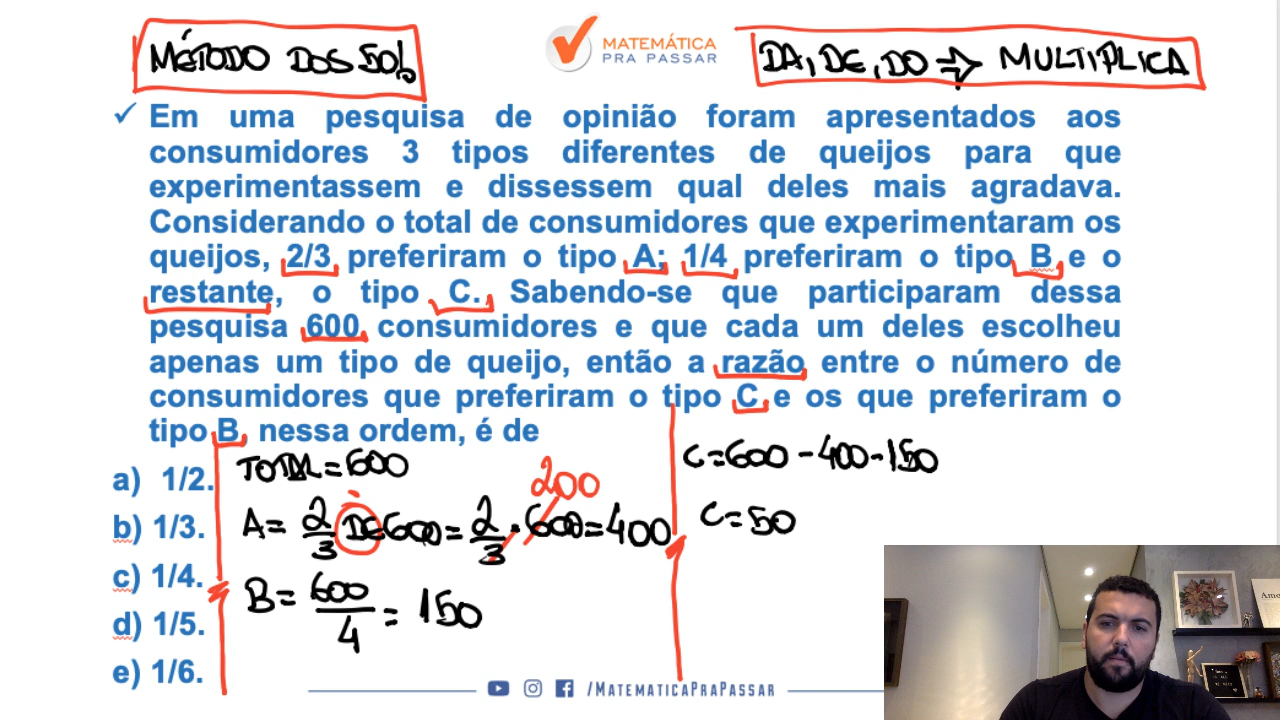 MÉTODO DOS 50%
MATEMÁTICA
PRA PASSAR
DA, DE, DO ⇒ MULTIPLICA
✓ Em uma pesquisa de opinião foram apresentados aos
consumidores 3 tipos diferentes de queijos para que
experimentassem e dissessem qual deles mais agradava.
Considerando o total de consumidores que experimentaram os
queijos, 2/3 preferiram o tipo A; 1/4 preferiram o tipo B e o
restante, o tipo C. Sabendo-se que participaram dessa
pesquisa 600 consumidores e que cada um deles escolheu
apenas um tipo de queijo, então a razão entre o número de
consumidores que preferiram o tipo C e os que preferiram o
tipo B, nessa ordem, é de
a) 1/2.
b) 1/3.
c) 1/4.
d) 1/5.
e) 1/6.
TOTAL = 600
200
A = 2/3 DE 600 = 2/3 · 600 = 400
B = 600/4 = 150
C = 600 - 400 - 150
C = 50
/MATEMATICAPRAPASSAR